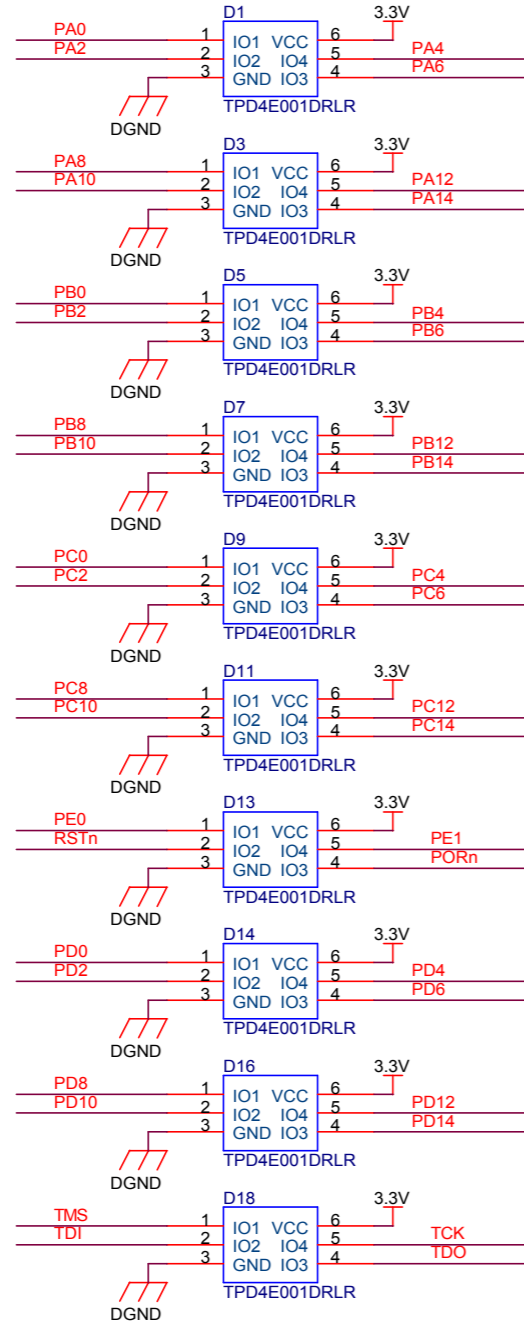 D1 3.3V
PA0 1 IO1 VCC 6
PA2 2 IO2 IO4 5 PA4
3 GND IO3 4 PA6
TPD4E001DRLR
DGND
D3 3.3V
PA8 1 IO1 VCC 6
PA10 2 IO2 IO4 5 PA12
3 GND IO3 4 PA14
TPD4E001DRLR
DGND
D5 3.3V
PB0 1 IO1 VCC 6
PB2 2 IO2 IO4 5 PB4
3 GND IO3 4 PB6
TPD4E001DRLR
DGND
D7 3.3V
PB8 1 IO1 VCC 6
PB10 2 IO2 IO4 5 PB12
3 GND IO3 4 PB14
TPD4E001DRLR
DGND
D9 3.3V
PC0 1 IO1 VCC 6
PC2 2 IO2 IO4 5 PC4
3 GND IO3 4 PC6
TPD4E001DRLR
DGND
D11 3.3V
PC8 1 IO1 VCC 6
PC10 2 IO2 IO4 5 PC12
3 GND IO3 4 PC14
TPD4E001DRLR
DGND
D13 3.3V
PE0 1 IO1 VCC 6
RSTn 2 IO2 IO4 5 PE1
3 GND IO3 4 PORn
TPD4E001DRLR
DGND
D14 3.3V
PD0 1 IO1 VCC 6
PD2 2 IO2 IO4 5 PD4
3 GND IO3 4 PD6
TPD4E001DRLR
DGND
D16 3.3V
PD8 1 IO1 VCC 6
PD10 2 IO2 IO4 5 PD12
3 GND IO3 4 PD14
TPD4E001DRLR
DGND
D18 3.3V
TMS 1 IO1 VCC 6
TDI 2 IO2 IO4 5 TCK
3 GND IO3 4 TDO
TPD4E001DRLR
DGND